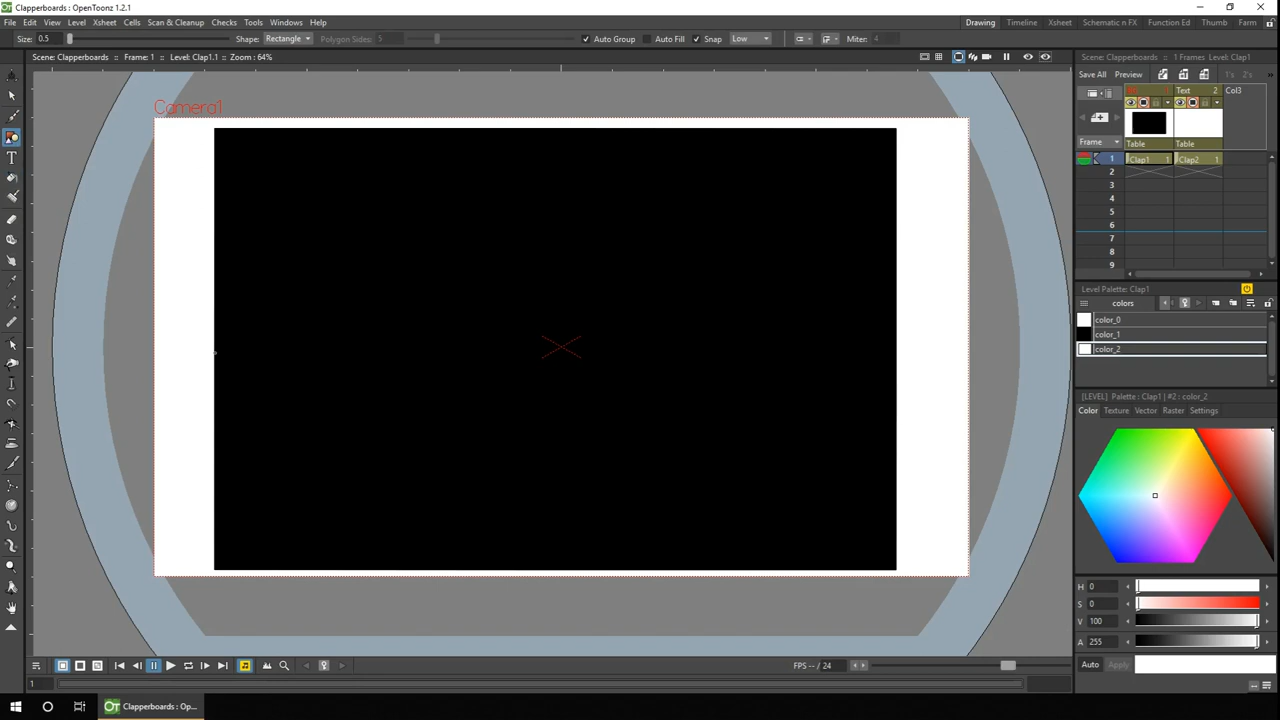 Clapperboards : OpenToonz 1.2.1
File Edit View Level Xsheet Cells Scan & Cleanup Checks Tools Windows Help
Drawing Timeline Xsheet Schematic n FX Function Ed Thumb Farm
Size: 0.5 Shape: Rectangle Polygon Sides: 5 Auto Group Auto Fill Snap Low Miter: 4
Scene: Clapperboards :: Frame: 1 :: Level: Clap1.1 :: Zoom : 64%
Scene: Clapperboards :: 1 Frames Level: Clap1
Save All Preview 1's 2's
Camera1
Text 2 Col3
Table Table
Frame
1 Clap1 1 Clap2 1
2
3
4
5
6
7
8
9
Level Palette: Clap1
colors
color_0
color_1
color_2
[LEVEL] Palette : Clap1 | #2 : color_2
Color Texture Vector Raster Settings
H 0
S 0
V 100
A 255
Auto Apply
FPS -- / 24
1
Clapperboards : Op...